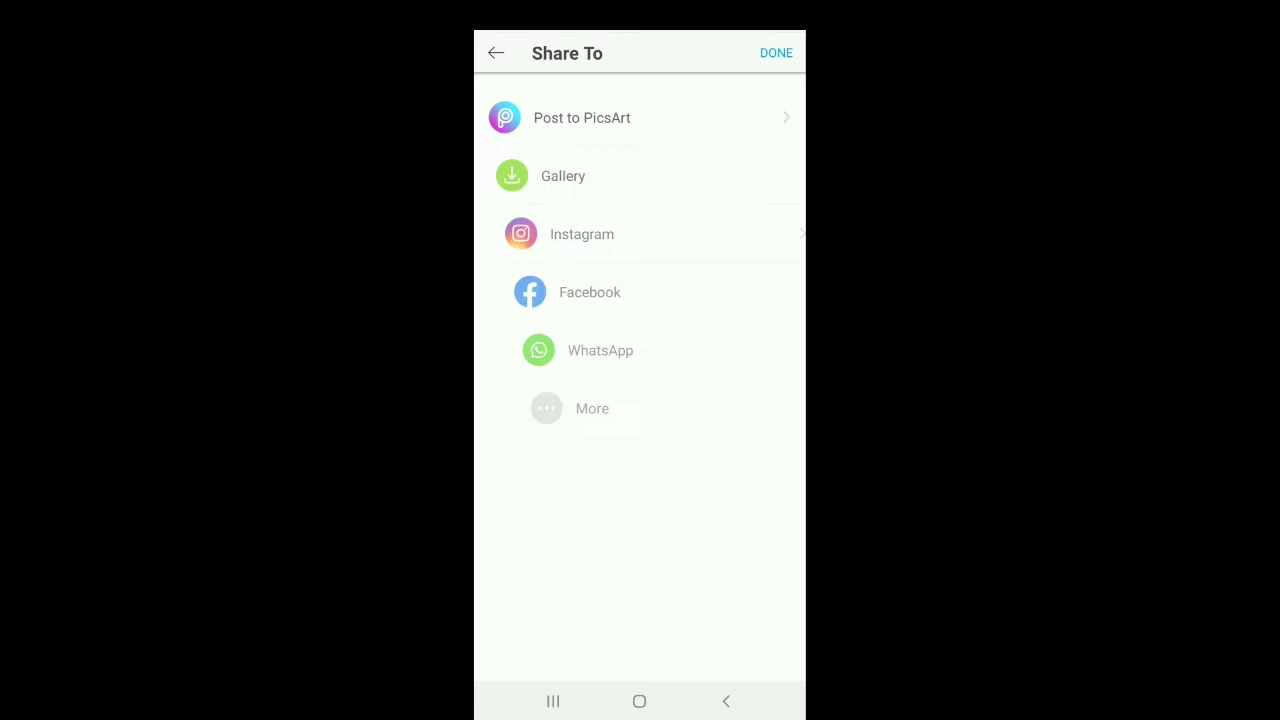 Share To
DONE
Post to PicsArt
Gallery
Instagram
Facebook
WhatsApp
More